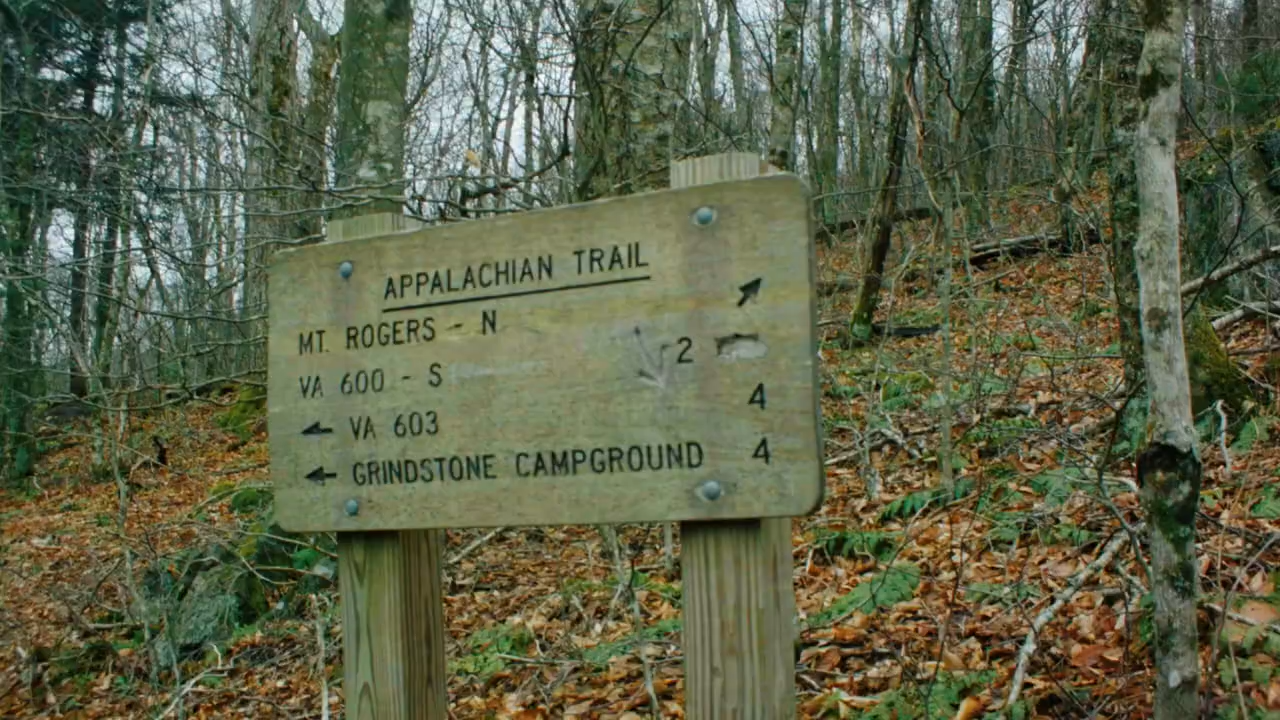 APPALACHIAN TRAIL
MT. ROGERS - N
VA 600 - S 2
VA 603 4
GRINDSTONE CAMPGROUND 4